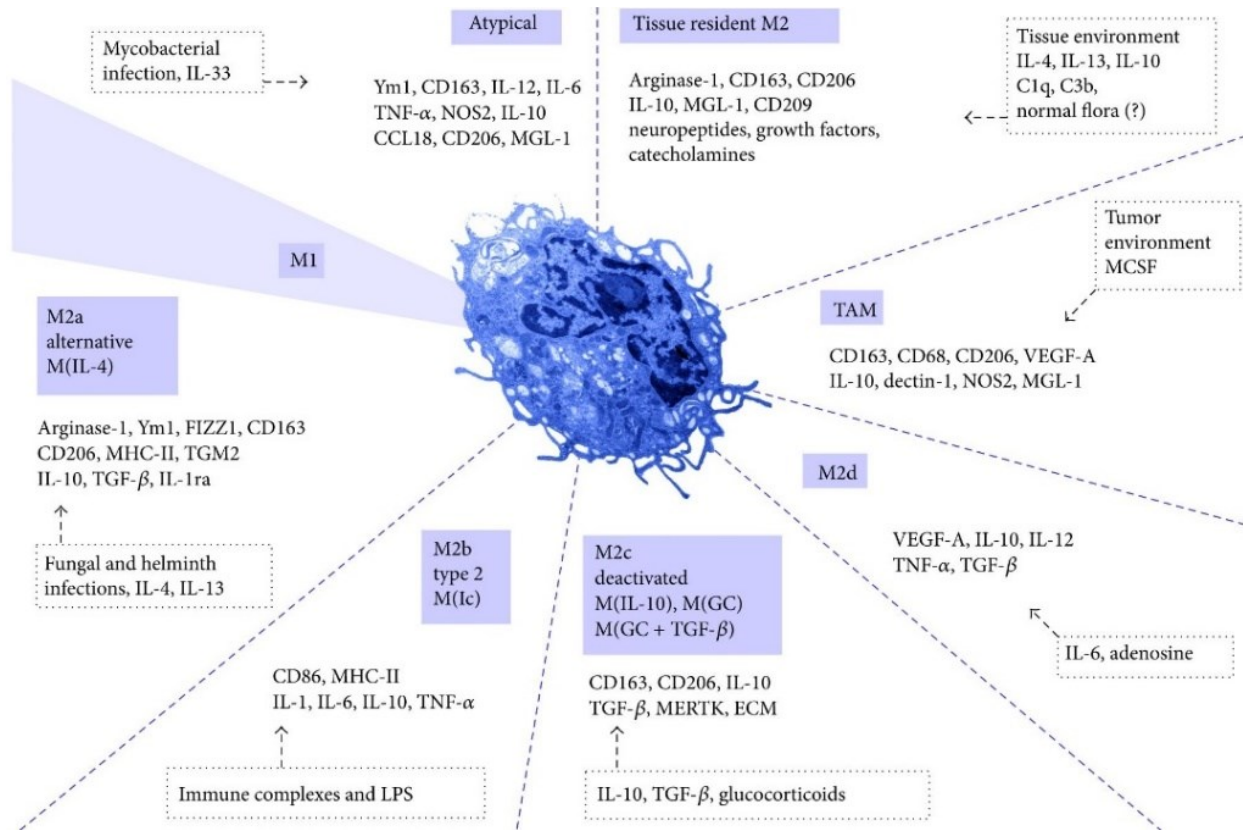 Atypical
Mycobacterial
infection, IL-33
Ym1, CD163, IL-12, IL-6
TNF-α, NOS2, IL-10
CCL18, CD206, MGL-1
Tissue resident M2
Arginase-1, CD163, CD206
IL-10, MGL-1, CD209
neuropeptides, growth factors,
catecholamines
Tissue environment
IL-4, IL-13, IL-10
C1q, C3b,
normal flora (?)
Tumor
environment
MCSF
TAM
CD163, CD68, CD206, VEGF-A
IL-10, dectin-1, NOS2, MGL-1
M1
M2a
alternative
M(IL-4)
Arginase-1, Ym1, FIZZ1, CD163
CD206, MHC-II, TGM2
IL-10, TGF-β, IL-1ra
Fungal and helminth
infections, IL-4, IL-13
M2b
type 2
M(Ic)
CD86, MHC-II
IL-1, IL-6, IL-10, TNF-α
Immune complexes and LPS
M2c
deactivated
M(IL-10), M(GC)
M(GC + TGF-β)
CD163, CD206, IL-10
TGF-β, MERTK, ECM
IL-10, TGF-β, glucocorticoids
M2d
VEGF-A, IL-10, IL-12
TNF-α, TGF-β
IL-6, adenosine